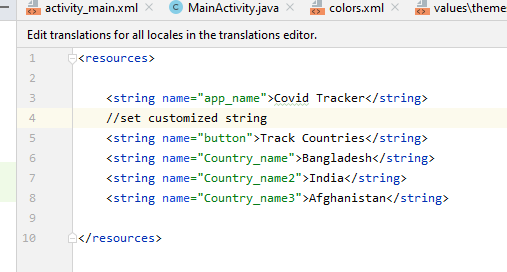 activity_main.xml MainActivity.java colors.xml values\theme
Edit translations for all locales in the translations editor.
1 <resources>
2
3 <string name="app_name">Covid Tracker</string>
4 //set customized string
5 <string name="button">Track Countries</string>
6 <string name="Country_name">Bangladesh</string>
7 <string name="Country_name2">India</string>
8 <string name="Country_name3">Afghanistan</string>
9
10 </resources>